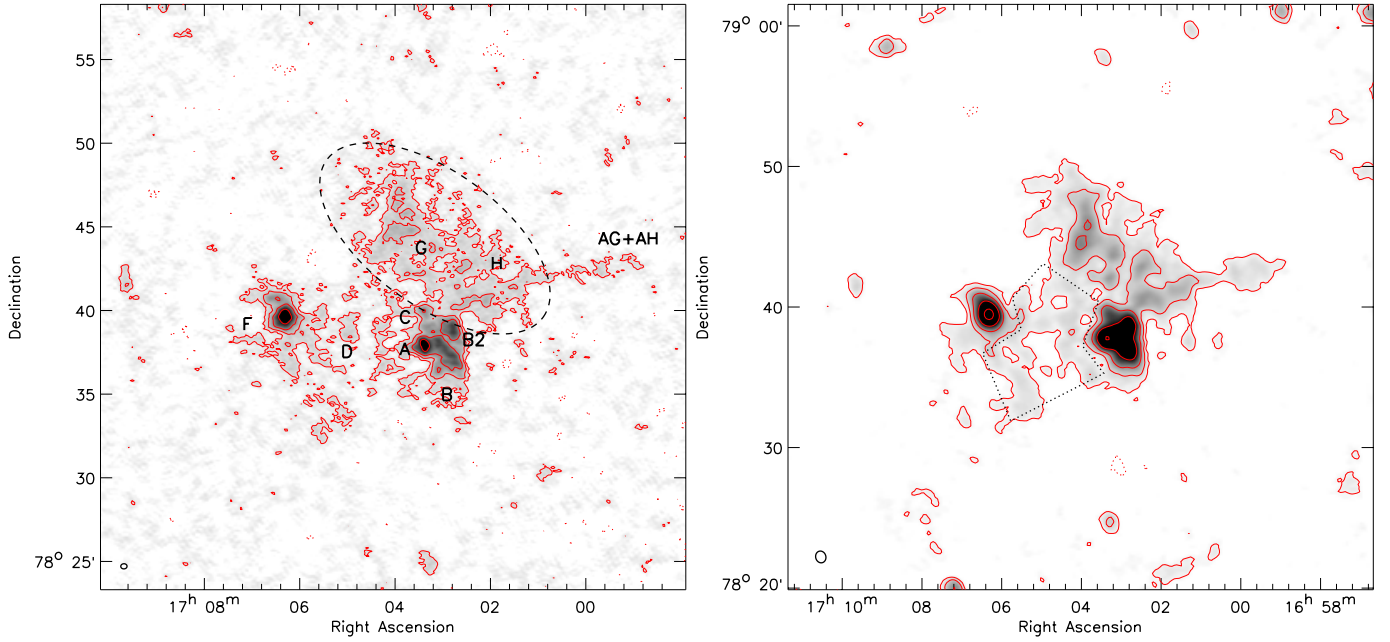 55
50
45
40
35
30
78° 25'
Declination
17ʰ 08ᵐ
06
04
02
00
Right Ascension
AG+AH
G
H
F
C
D
A
B2
B
79° 00'
50
40
30
78° 20'
Declination
17ʰ 10ᵐ
08
06
04
02
00
16 58ᵐ
Right Ascension